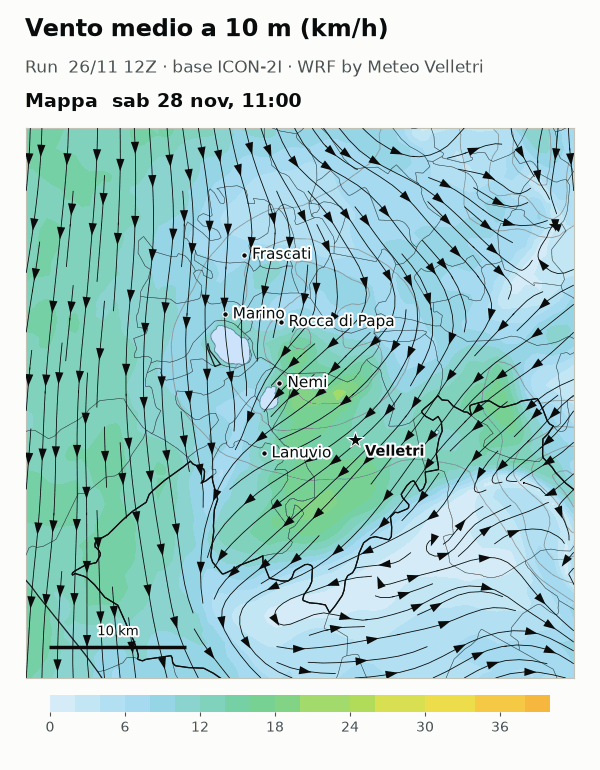 Vento medio a 10 m (km/h)
Run 26/11 12Z · base ICON-2I · WRF by Meteo Velletri
Mappa sab 28 nov, 11:00
Frascati
Marino
Rocca di Papa
Nemi
Velletri
Lanuvio
10 km
0 6 12 18 24 30 36